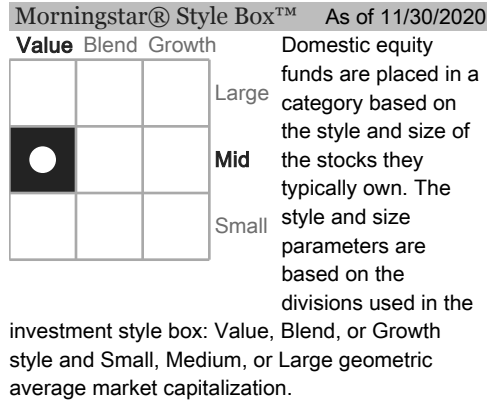 Morningstar® Style Box™ As of 11/30/2020
Value Blend Growth
Large
Mid
Small
Domestic equity
funds are placed in a
category based on
the style and size of
the stocks they
typically own. The
style and size
parameters are
based on the
divisions used in the
investment style box: Value, Blend, or Growth
style and Small, Medium, or Large geometric
average market capitalization.